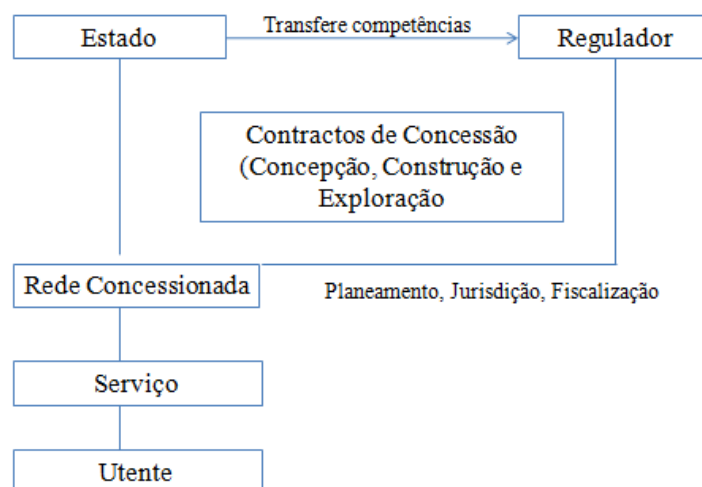 Estado
Transfere competências
Regulador
Contractos de Concessão
(Concepção, Construção e
Exploração
Rede Concessionada
Planeamento, Jurisdição, Fiscalização
Serviço
Utente